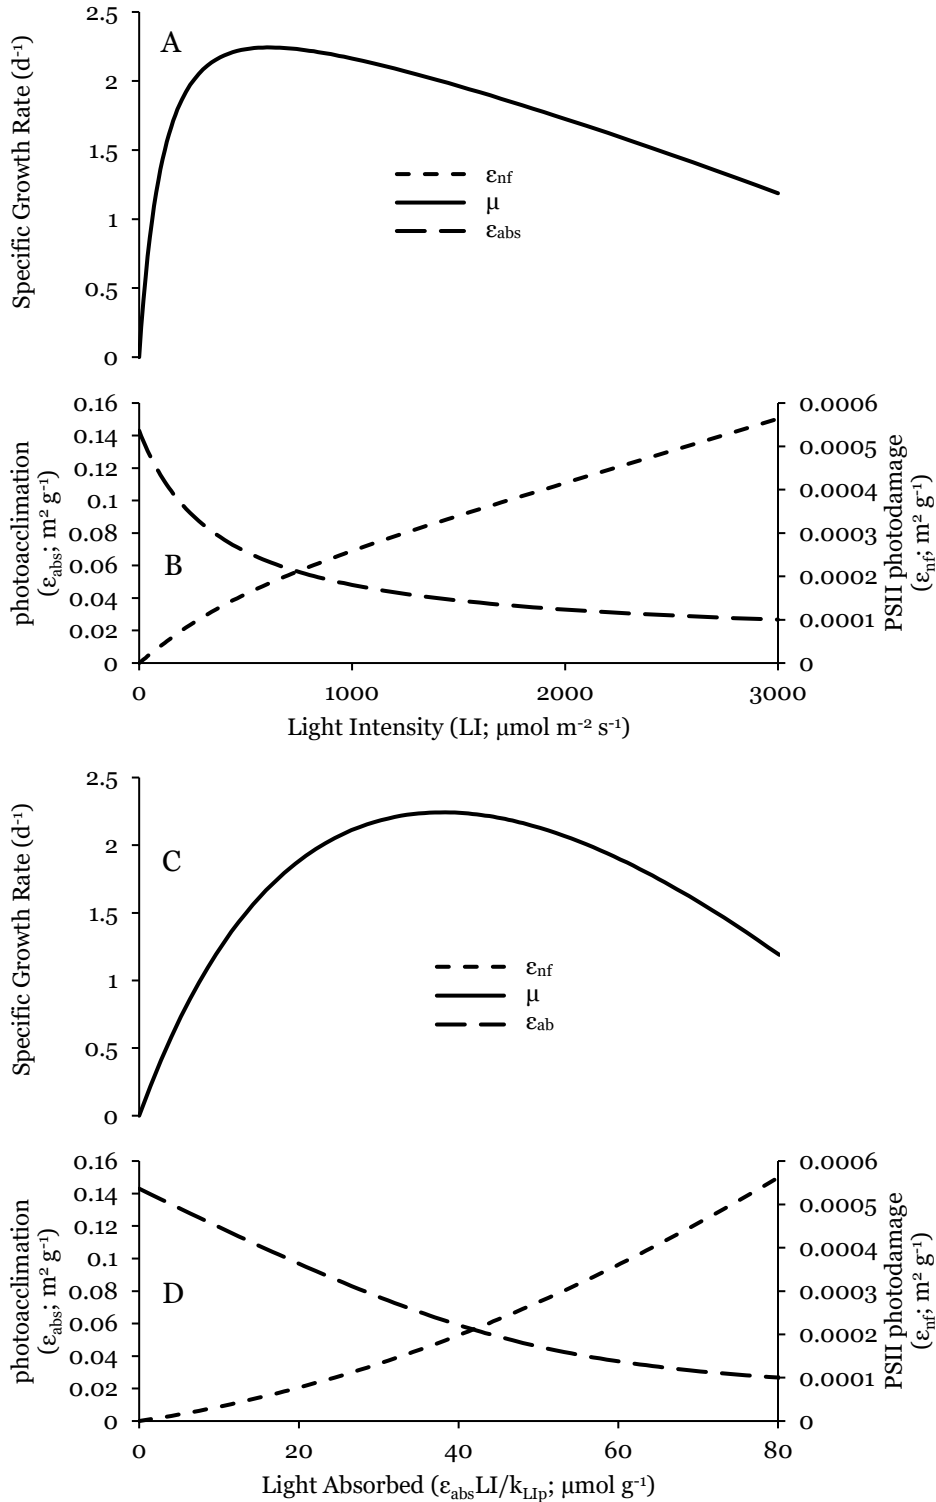 2.5
A
2
1.5
1
0.5
0
Specific Growth Rate (d⁻¹)
εnf
μ
εabs
0.16
0.14
0.12
0.1
0.08
0.06
0.04
0.02
0
photoacclimation
(εabs; m² g⁻¹)
B
0.0006
0.0005
0.0004
0.0003
0.0002
0.0001
0
PSII photodamage
(εnf; m² g⁻¹)
0 1000 2000 3000
Light Intensity (LI; μmol m⁻² s⁻¹)
2.5
2
1.5
1
0.5
0
Specific Growth Rate (d⁻¹)
C
εnf
μ
εab
0.16
0.14
0.12
0.1
0.08
0.06
0.04
0.02
0
photoacclimation
(εabs; m² g⁻¹)
D
0.0006
0.0005
0.0004
0.0003
0.0002
0.0001
0
PSII photodamage
(εnf; m² g⁻¹)
0 20 40 60 80
Light Absorbed (εabsLI/kLIp; μmol g⁻¹)